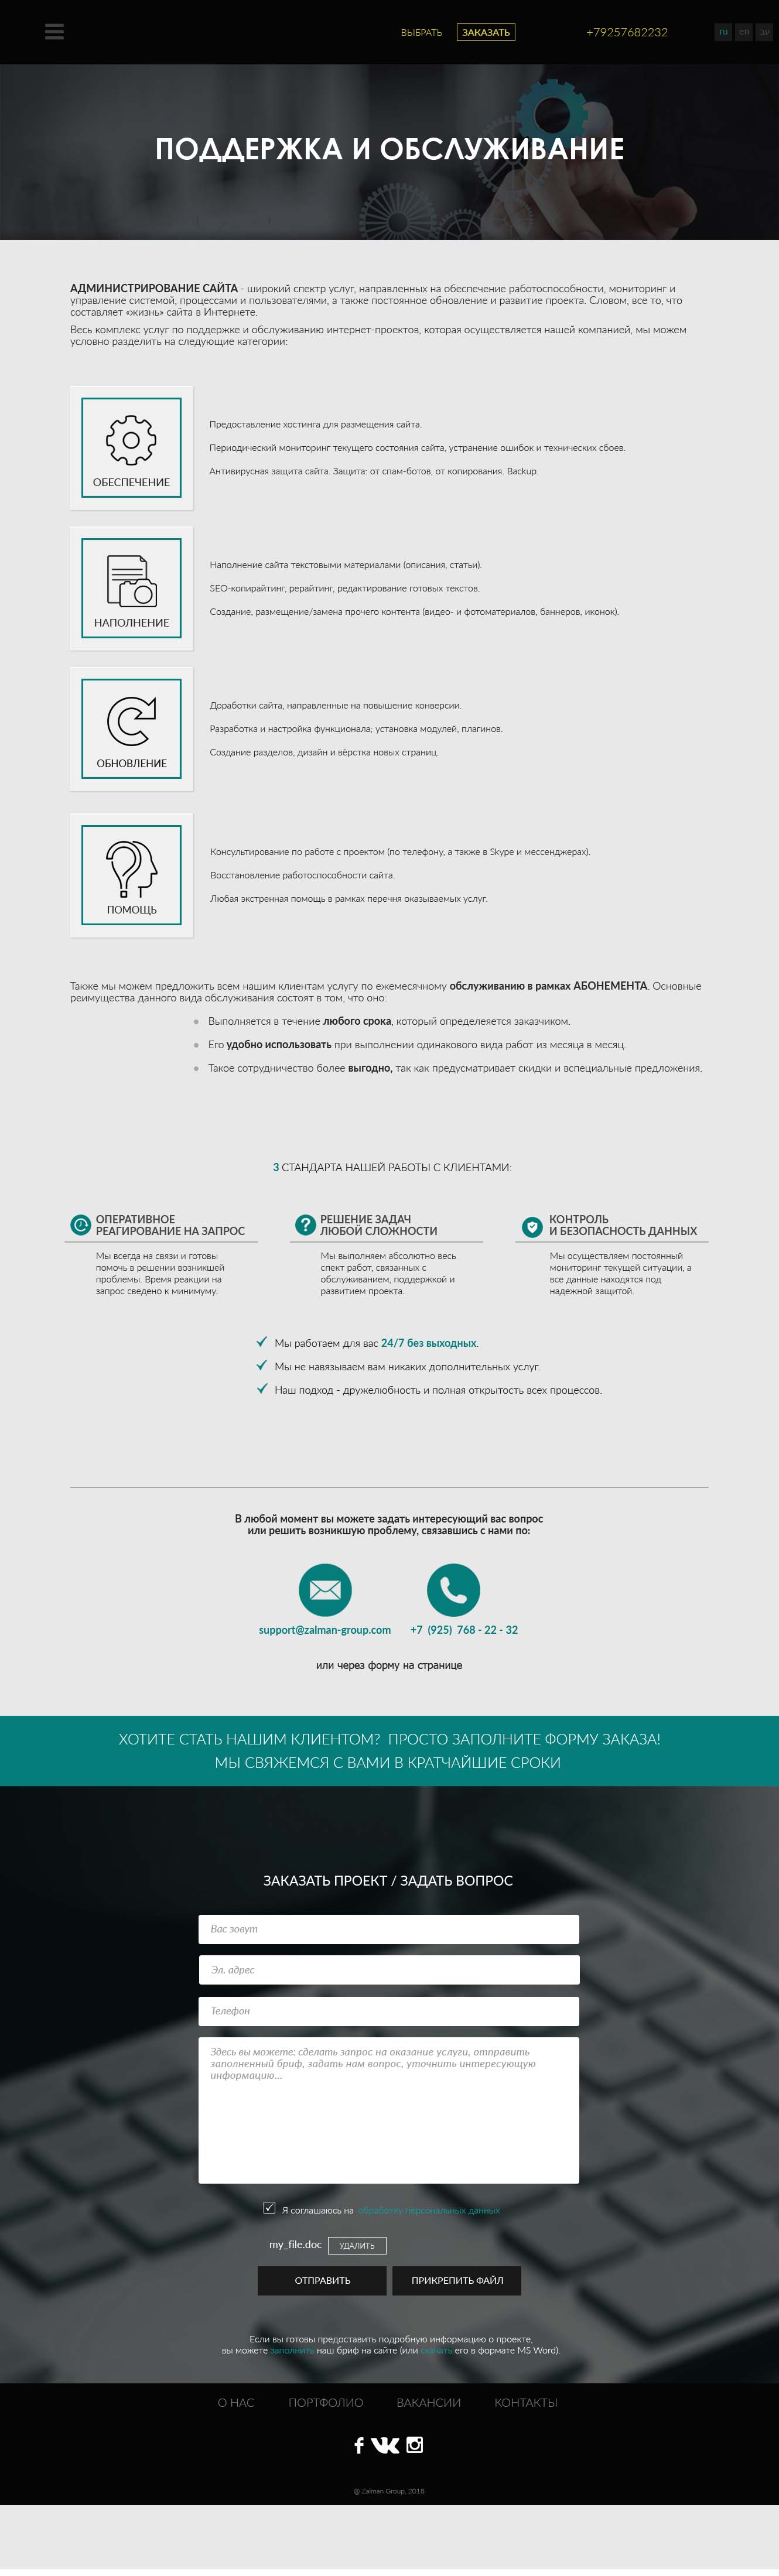 ВЫБРАТЬ ЗАКАЗАТЬ +79257682232 ru en עב
ПОДДЕРЖКА И ОБСЛУЖИВАНИЕ
АДМИНИСТРИРОВАНИЕ САЙТА - широкий спектр услуг, направленных на обеспечение работоспособности, мониторинг и
управление системой, процессами и пользователями, а также постоянное обновление и развитие проекта. Словом, все то, что
составляет «жизнь» сайта в Интернете.
Весь комплекс услуг по поддержке и обслуживанию интернет-проектов, которая осуществляется нашей компанией, мы можем
условно разделить на следующие категории:
ОБЕСПЕЧЕНИЕ
Предоставление хостинга для размещения сайта.
Периодический мониторинг текущего состояния сайта, устранение ошибок и технических сбоев.
Антивирусная защита сайта. Защита: от спам-ботов, от копирования. Backup.
НАПОЛНЕНИЕ
Наполнение сайта текстовыми материалами (описания, статьи).
SEO-копирайтинг, рерайтинг, редактирование готовых текстов.
Создание, размещение/замена прочего контента (видео- и фотоматериалов, баннеров, иконок).
ОБНОВЛЕНИЕ
Доработки сайта, направленные на повышение конверсии.
Разработка и настройка функционала; установка модулей, плагинов.
Создание разделов, дизайн и вёрстка новых страниц.
ПОМОЩЬ
Консультирование по работе с проектом (по телефону, а также в Skype и мессенджерах).
Восстановление работоспособности сайта.
Любая экстренная помощь в рамках перечня оказываемых услуг.
Также мы можем предложить всем нашим клиентам услугу по ежемесячному обслуживанию в рамках АБОНЕМЕНТА. Основные
реимущества данного вида обслуживания состоят в том, что оно:
Выполняется в течение любого срока, который определеяется заказчиком.
Его удобно использовать при выполнении одинакового вида работ из месяца в месяц.
Такое сотрудничество более выгодно, так как предусматривает скидки и вспециальные предложения.
3 СТАНДАРТА НАШЕЙ РАБОТЫ С КЛИЕНТАМИ:
ОПЕРАТИВНОЕ
РЕАГИРОВАНИЕ НА ЗАПРОС
Мы всегда на связи и готовы
помочь в решении возникшей
проблемы. Время реакции на
запрос сведено к минимуму.
РЕШЕНИЕ ЗАДАЧ
ЛЮБОЙ СЛОЖНОСТИ
Мы выполняем абсолютно весь
спект работ, связанных с
обслуживанием, поддержкой и
развитием проекта.
КОНТРОЛЬ
И БЕЗОПАСНОСТЬ ДАННЫХ
Мы осуществляем постоянный
мониторинг текущей ситуации, а
все данные находятся под
надежной защитой.
Мы работаем для вас 24/7 без выходных.
Мы не навязываем вам никаких дополнительных услуг.
Наш подход - дружелюбность и полная открытость всех процессов.
В любой момент вы можете задать интересующий вас вопрос
или решить возникшую проблему, связавшись с нами по:
support@zalman-group.com +7 (925) 768 - 22 - 32
или через форму на странице
ХОТИТЕ СТАТЬ НАШИМ КЛИЕНТОМ? ПРОСТО ЗАПОЛНИТЕ ФОРМУ ЗАКАЗА!
МЫ СВЯЖЕМСЯ С ВАМИ В КРАТЧАЙШИЕ СРОКИ
ЗАКАЗАТЬ ПРОЕКТ / ЗАДАТЬ ВОПРОС
Вас зовут
Эл. адрес
Телефон
Здесь вы можете: сделать запрос на оказание услуги, отправить
заполненный бриф, задать нам вопрос, уточнить интересующую
информацию...
Я соглашаюсь на обработку персональных данных
my_file.doc УДАЛИТЬ
ОТПРАВИТЬ ПРИКРЕПИТЬ ФАЙЛ
Если вы готовы предоставить подробную информацию о проекте,
вы можете заполнить наш бриф на сайте (или скачать его в формате MS Word).
О НАС ПОРТФОЛИО ВАКАНСИИ КОНТАКТЫ
@ Zalman Group, 2018